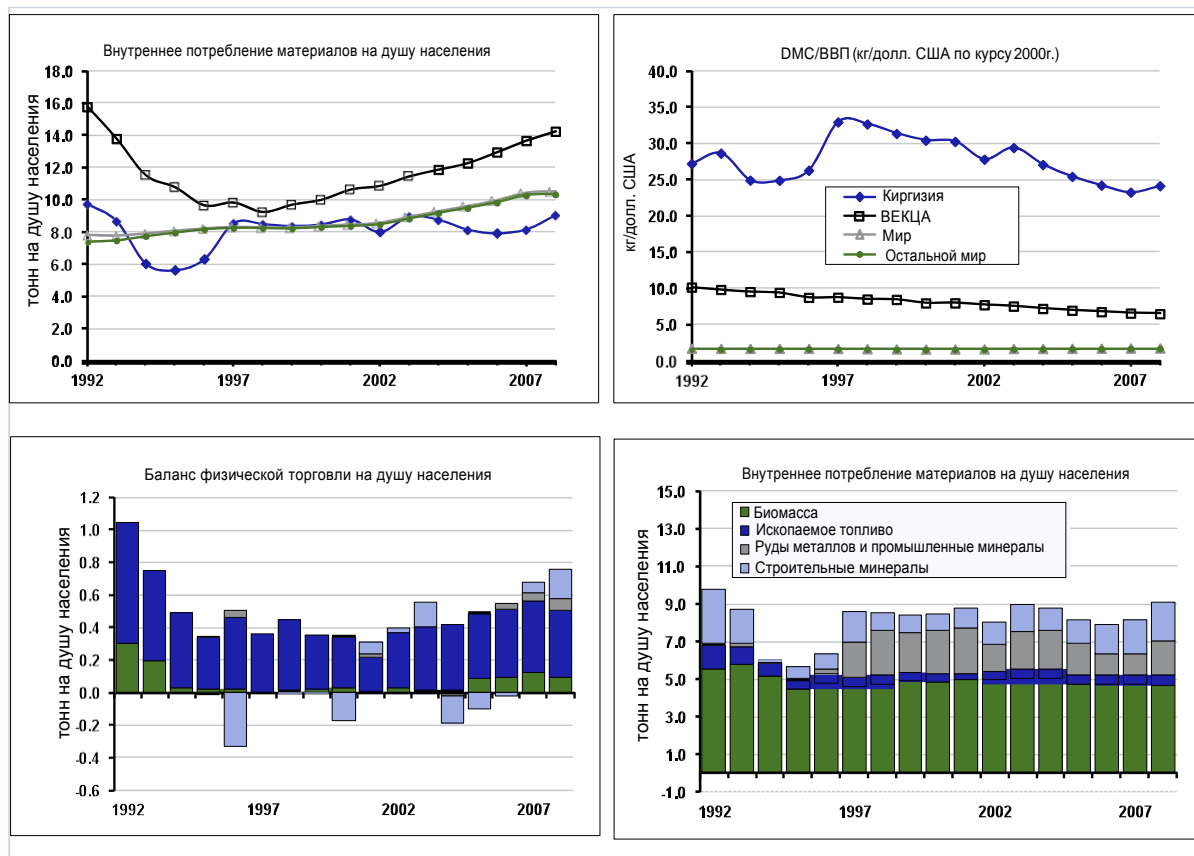 Внутреннее потребление материалов на душу населения
тонн на душу населения
18.0
16.0
14.0
12.0
10.0
8.0
6.0
4.0
2.0
0.0
1992 1997 2002 2007
DMC/ВВП (кг/долл. США по курсу 2000г.)
кг/долл. США
40.0
35.0
30.0
25.0
20.0
15.0
10.0
5.0
0.0
Киргизия
ВЕКЦА
Мир
Остальной мир
1992 1997 2002 2007
Баланс физической торговли на душу населения
тонн на душу населения
1.2
1.0
0.8
0.6
0.4
0.2
0.0
-0.2
-0.4
-0.6
1992 1997 2002 2007
Внутреннее потребление материалов на душу населения
тонн на душу населения
15.0
13.0
11.0
9.0
7.0
5.0
3.0
1.0
-1.0
Биомасса
Ископаемое топливо
Руды металлов и промышленные минералы
Строительные минералы
1992 1997 2002 2007